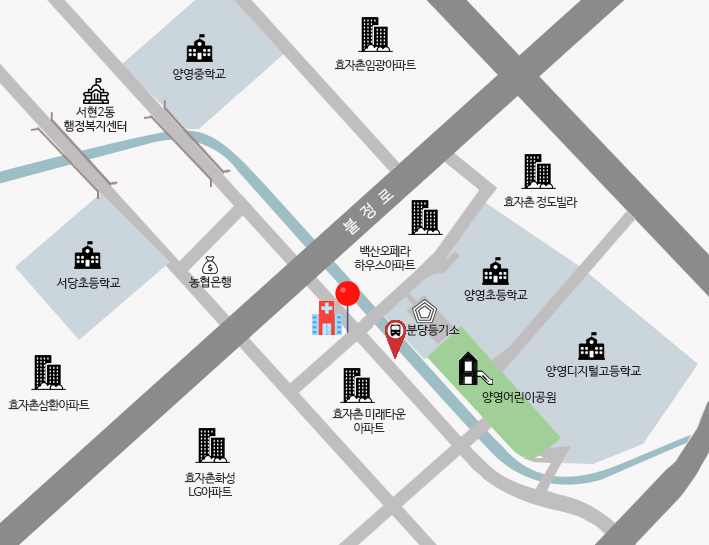 효자촌임광아파트
양영중학교
서현2동
행정복지센터
효자촌 정도빌라
불정로
백산오페라
하우스아파트
서당초등학교
농협은행
양영초등학교
분당등기소
양영디지털고등학교
양영어린이공원
효자촌삼환아파트
효자촌 미래타운
아파트
효자촌화성
LG아파트